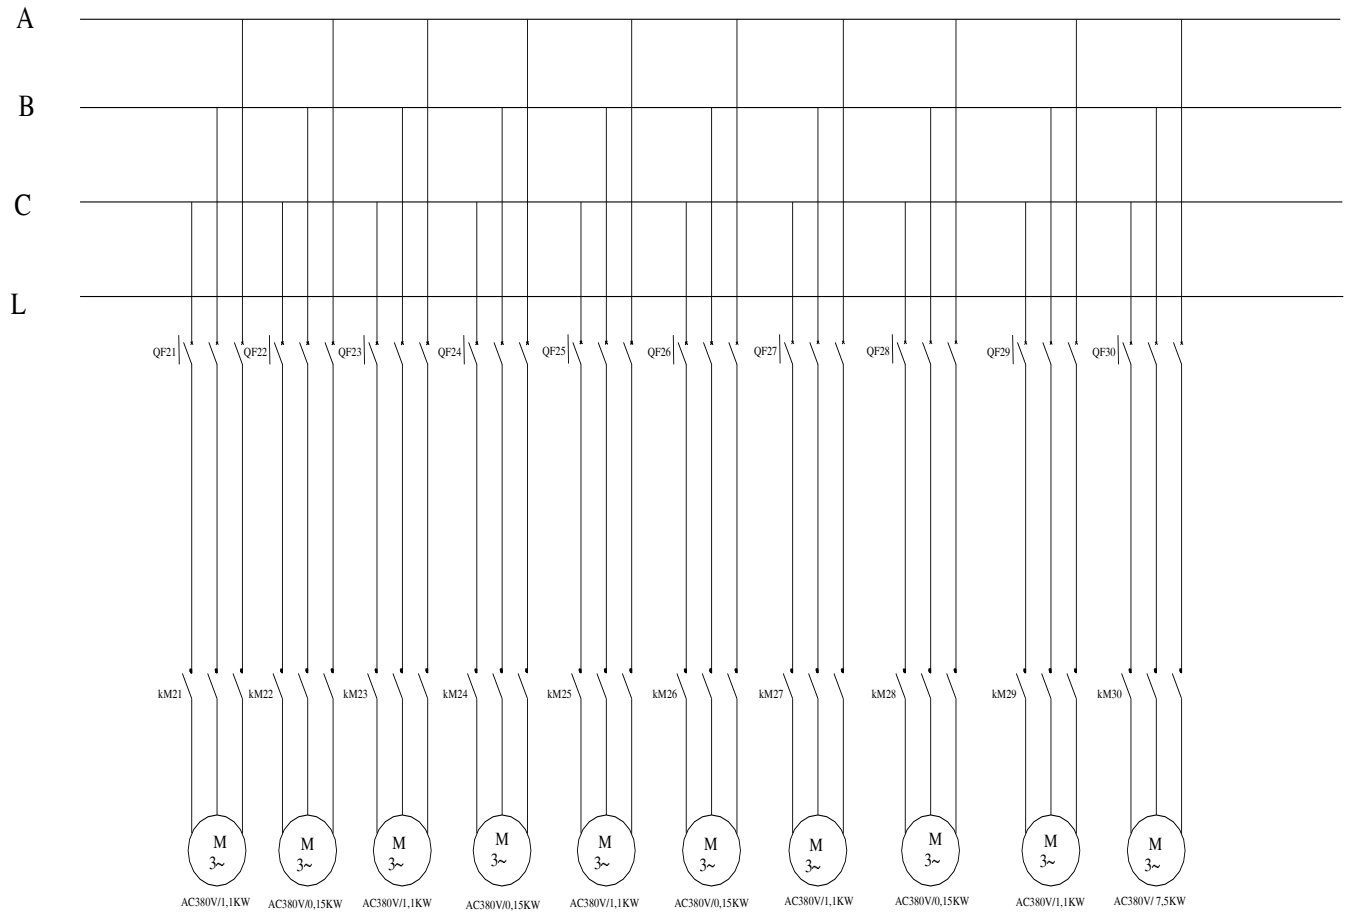 A
B
C
L
QF21 QF22 QF23 QF24 QF25 QF26 QF27 QF28 QF29 QF30
kM21 kM22 kM23 kM24 kM25 kM26 kM27 kM28 kM29 kM30
M M M M M M M M M M
3~ 3~ 3~ 3~ 3~ 3~ 3~ 3~ 3~ 3~
AC380V/1,1KW AC380V/0,15KW AC380V/1,1KW AC380V/0,15KW AC380V/1,1KW AC380V/0,15KW AC380V/1,1KW AC380V/0,15KW AC380V/1,1KW AC380V/ 7,5KW